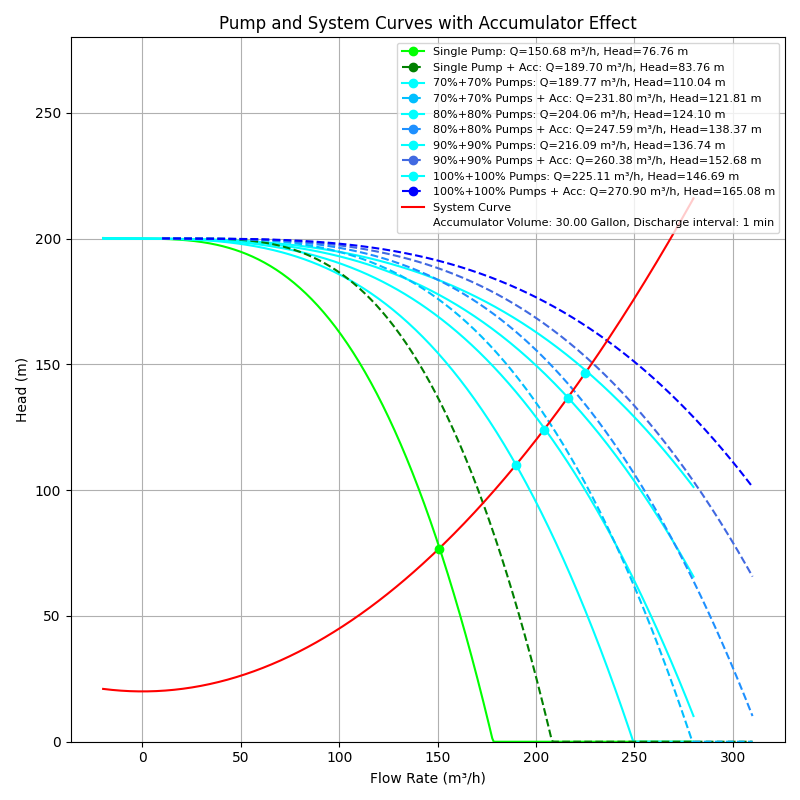 Pump and System Curves with Accumulator Effect
Single Pump: Q=150.68 m³/h, Head=76.76 m
Single Pump + Acc: Q=189.70 m³/h, Head=83.76 m
70%+70% Pumps: Q=189.77 m³/h, Head=110.04 m
70%+70% Pumps + Acc: Q=231.80 m³/h, Head=121.81 m
80%+80% Pumps: Q=204.06 m³/h, Head=124.10 m
80%+80% Pumps + Acc: Q=247.59 m³/h, Head=138.37 m
90%+90% Pumps: Q=216.09 m³/h, Head=136.74 m
90%+90% Pumps + Acc: Q=260.38 m³/h, Head=152.68 m
100%+100% Pumps: Q=225.11 m³/h, Head=146.69 m
100%+100% Pumps + Acc: Q=270.90 m³/h, Head=165.08 m
System Curve
Accumulator Volume: 30.00 Gallon, Discharge interval: 1 min
250
200
150
100
50
0
Head (m)
0 50 100 150 200 250 300
Flow Rate (m³/h)